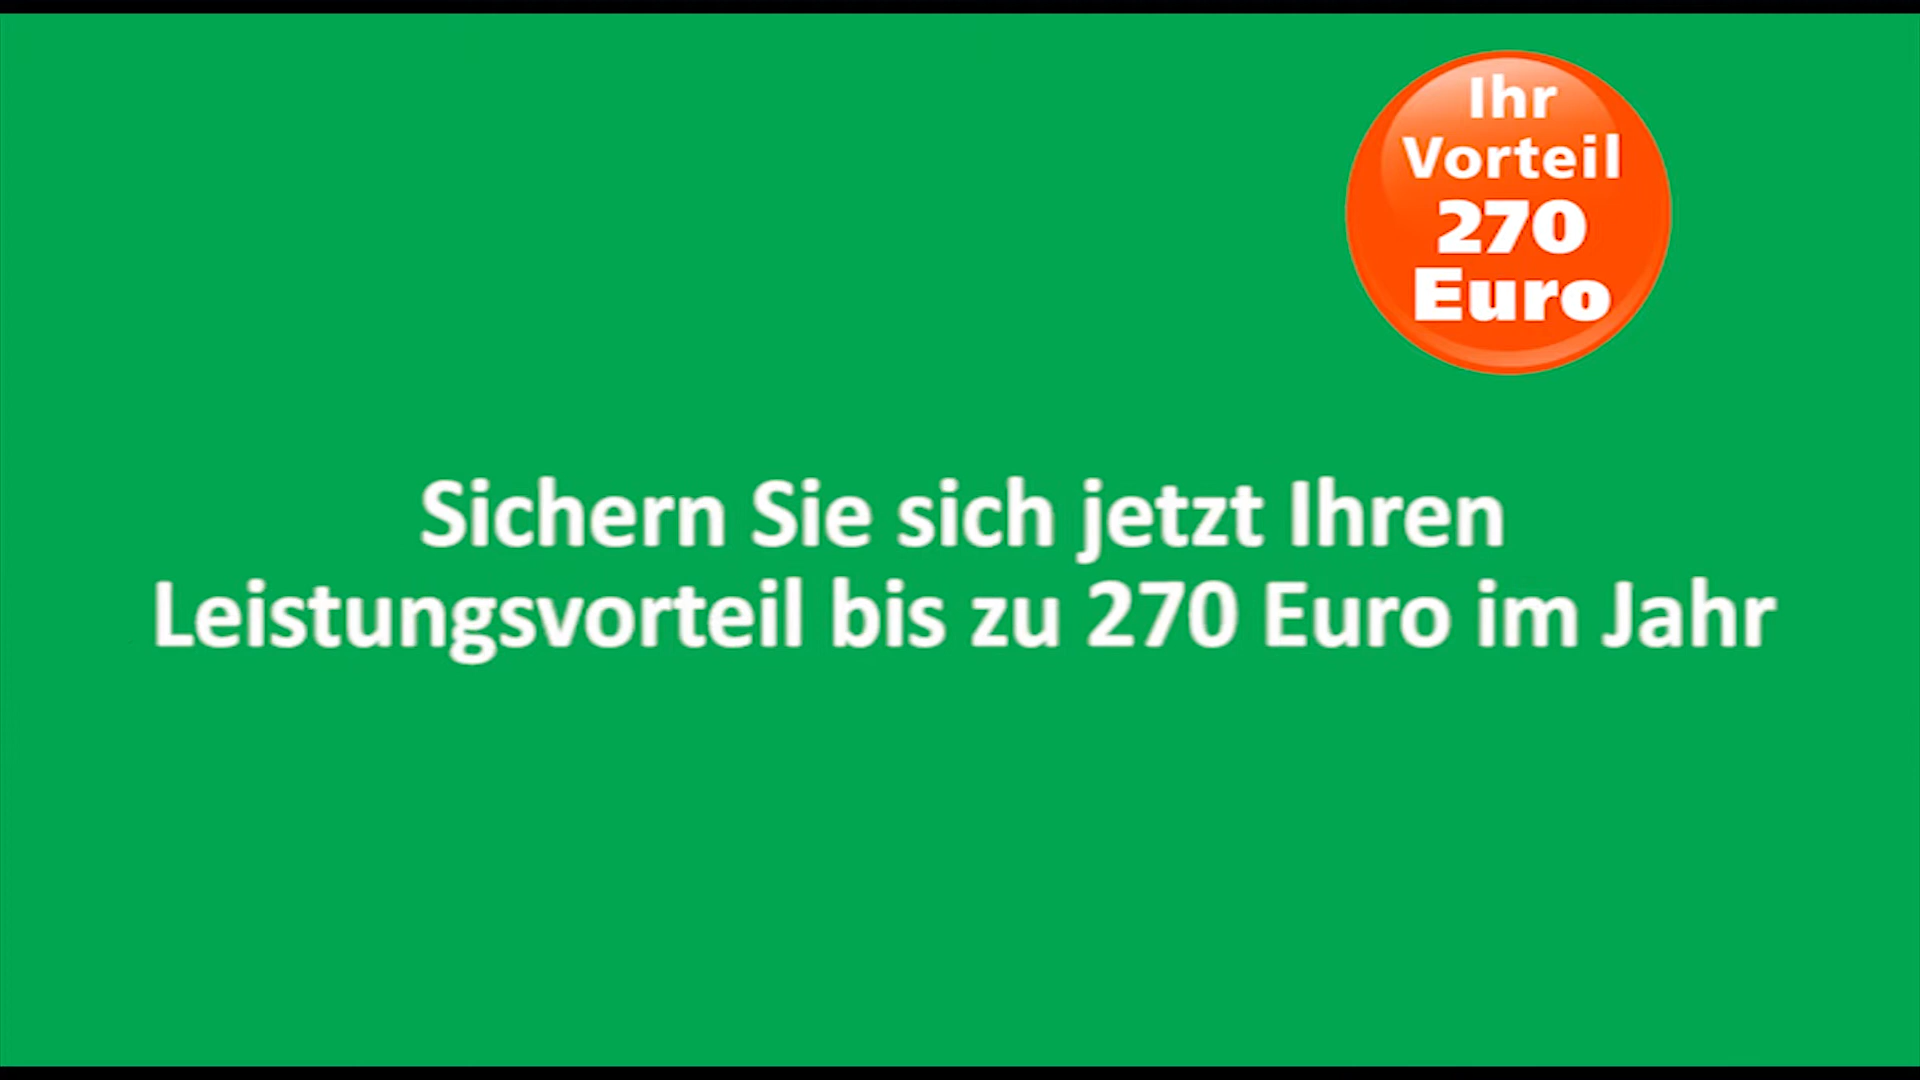 Ihr
Vorteil
270
Euro
Sichern Sie sich jetzt Ihren
Leistungsvorteil bis zu 270 Euro im Jahr